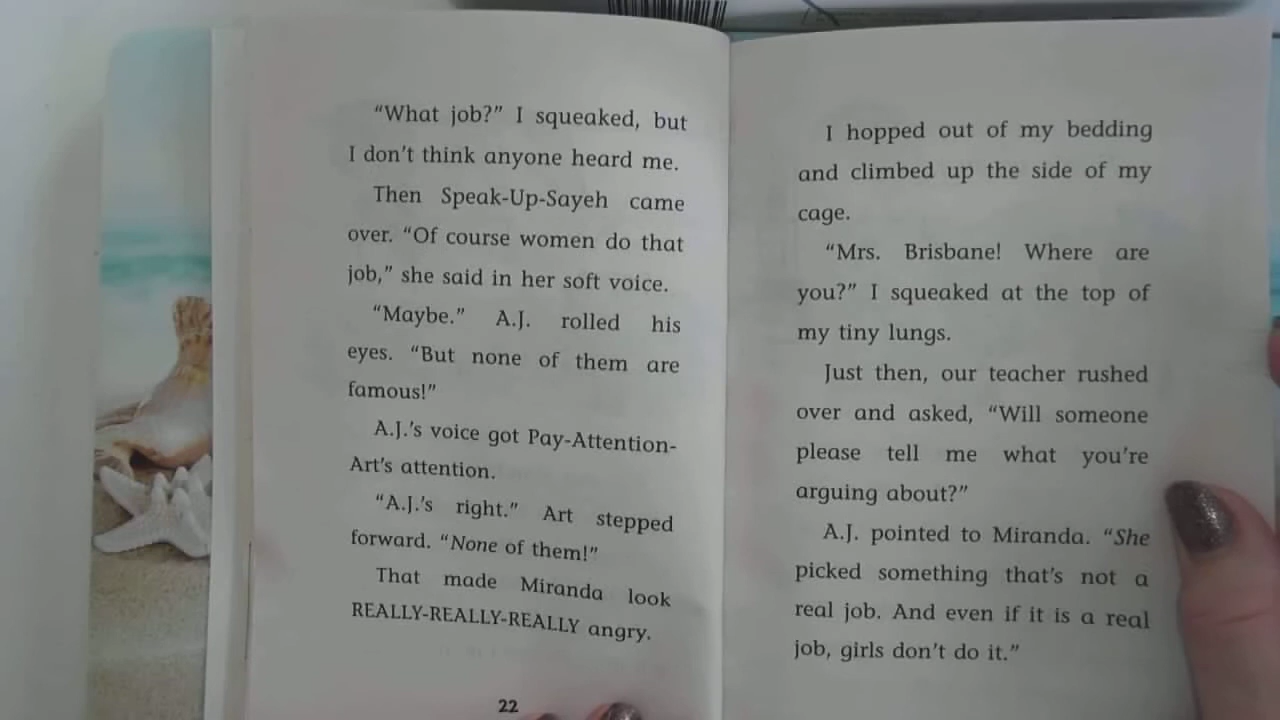 “What job?” I squeaked, but
I don’t think anyone heard me.
Then Speak-Up-Sayeh came
over. “Of course women do that
job,” she said in her soft voice.
“Maybe.” A.J. rolled his
eyes. “But none of them are
famous!”
A.J.’s voice got Pay-Attention-
Art’s attention.
“A.J.’s right.” Art stepped
forward. “None of them!”
That made Miranda look
REALLY-REALLY-REALLY angry.
22
I hopped out of my bedding
and climbed up the side of my
cage.
“Mrs. Brisbane! Where are
you?” I squeaked at the top of
my tiny lungs.
Just then, our teacher rushed
over and asked, “Will someone
please tell me what you’re
arguing about?”
A.J. pointed to Miranda. “She
picked something that’s not a
real job. And even if it is a real
job, girls don’t do it.”